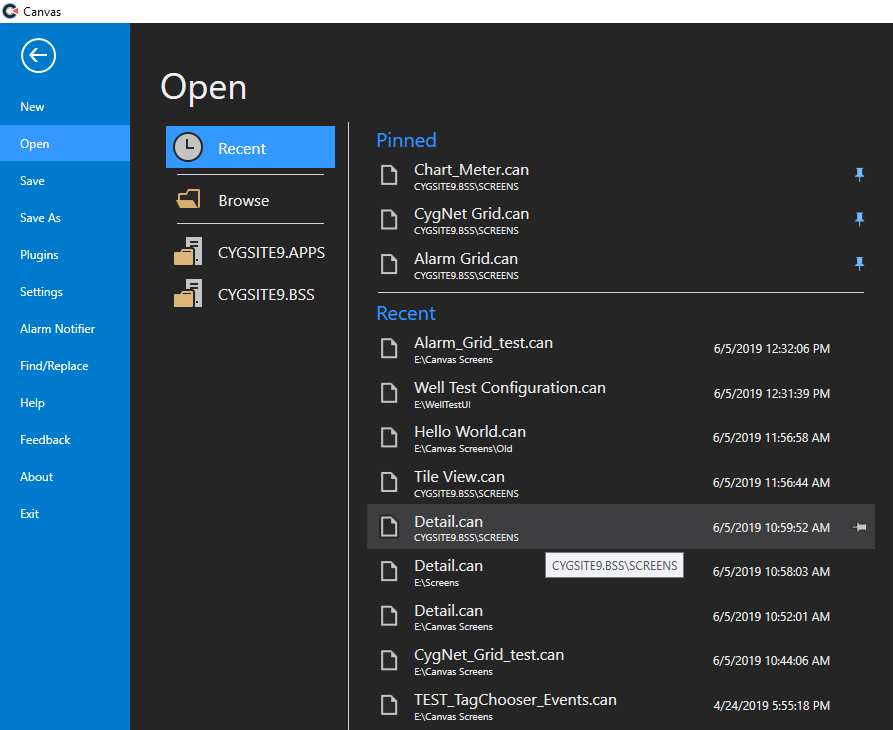 Canvas
New
Open
Save
Save As
Plugins
Settings
Alarm Notifier
Find/Replace
Help
Feedback
About
Exit
Open
Recent
Browse
CYGSITE9.APPS
CYGSITE9.BSS
Pinned
Chart_Meter.can
CYGSITE9.BSS\SCREENS
CygNet Grid.can
CYGSITE9.BSS\SCREENS
Alarm Grid.can
CYGSITE9.BSS\SCREENS
Recent
Alarm_Grid_test.can
E:\Canvas Screens
6/5/2019 12:32:06 PM
Well Test Configuration.can
E:\WellTestUI
6/5/2019 12:31:39 PM
Hello World.can
E:\Canvas Screens\Old
6/5/2019 11:56:58 AM
Tile View.can
CYGSITE9.BSS\SCREENS
6/5/2019 11:56:44 AM
Detail.can
CYGSITE9.BSS\SCREENS
6/5/2019 10:59:52 AM
CYGSITE9.BSS\SCREENS
Detail.can
E:\Screens
6/5/2019 10:58:03 AM
Detail.can
E:\Canvas Screens
6/5/2019 10:52:01 AM
CygNet_Grid_test.can
E:\Canvas Screens
6/5/2019 10:44:06 AM
TEST_TagChooser_Events.can
E:\Canvas Screens
4/24/2019 5:55:18 PM